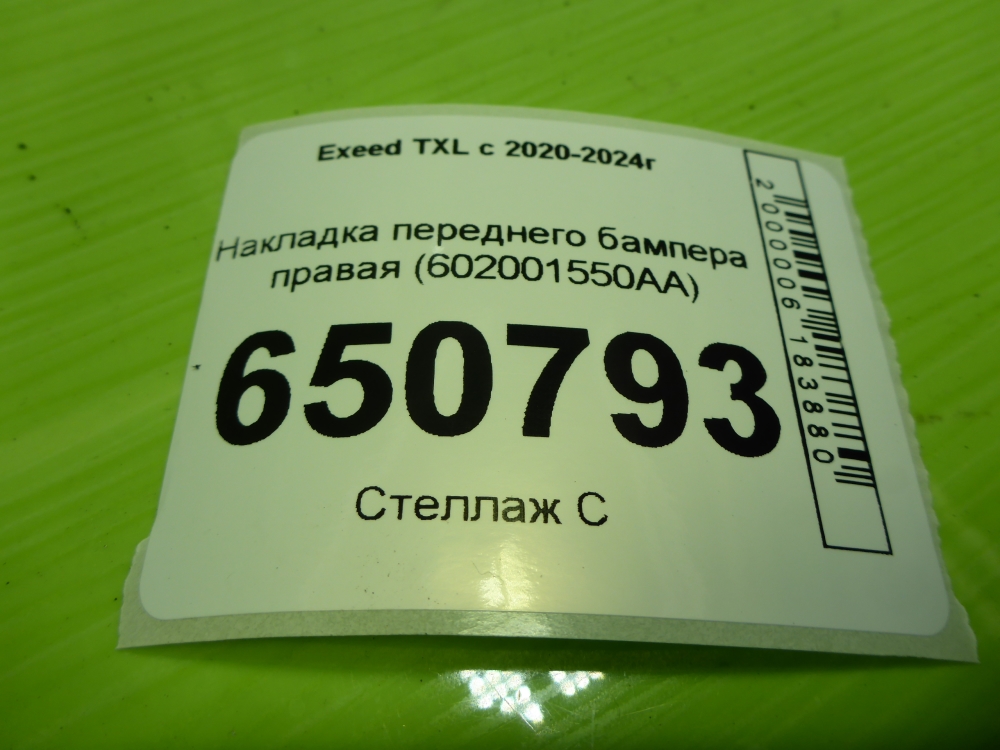 Exeed TXL с 2020-2024г
Накладка переднего бампера
правая (602001550AA)
650793
Стеллаж С
2000006183880